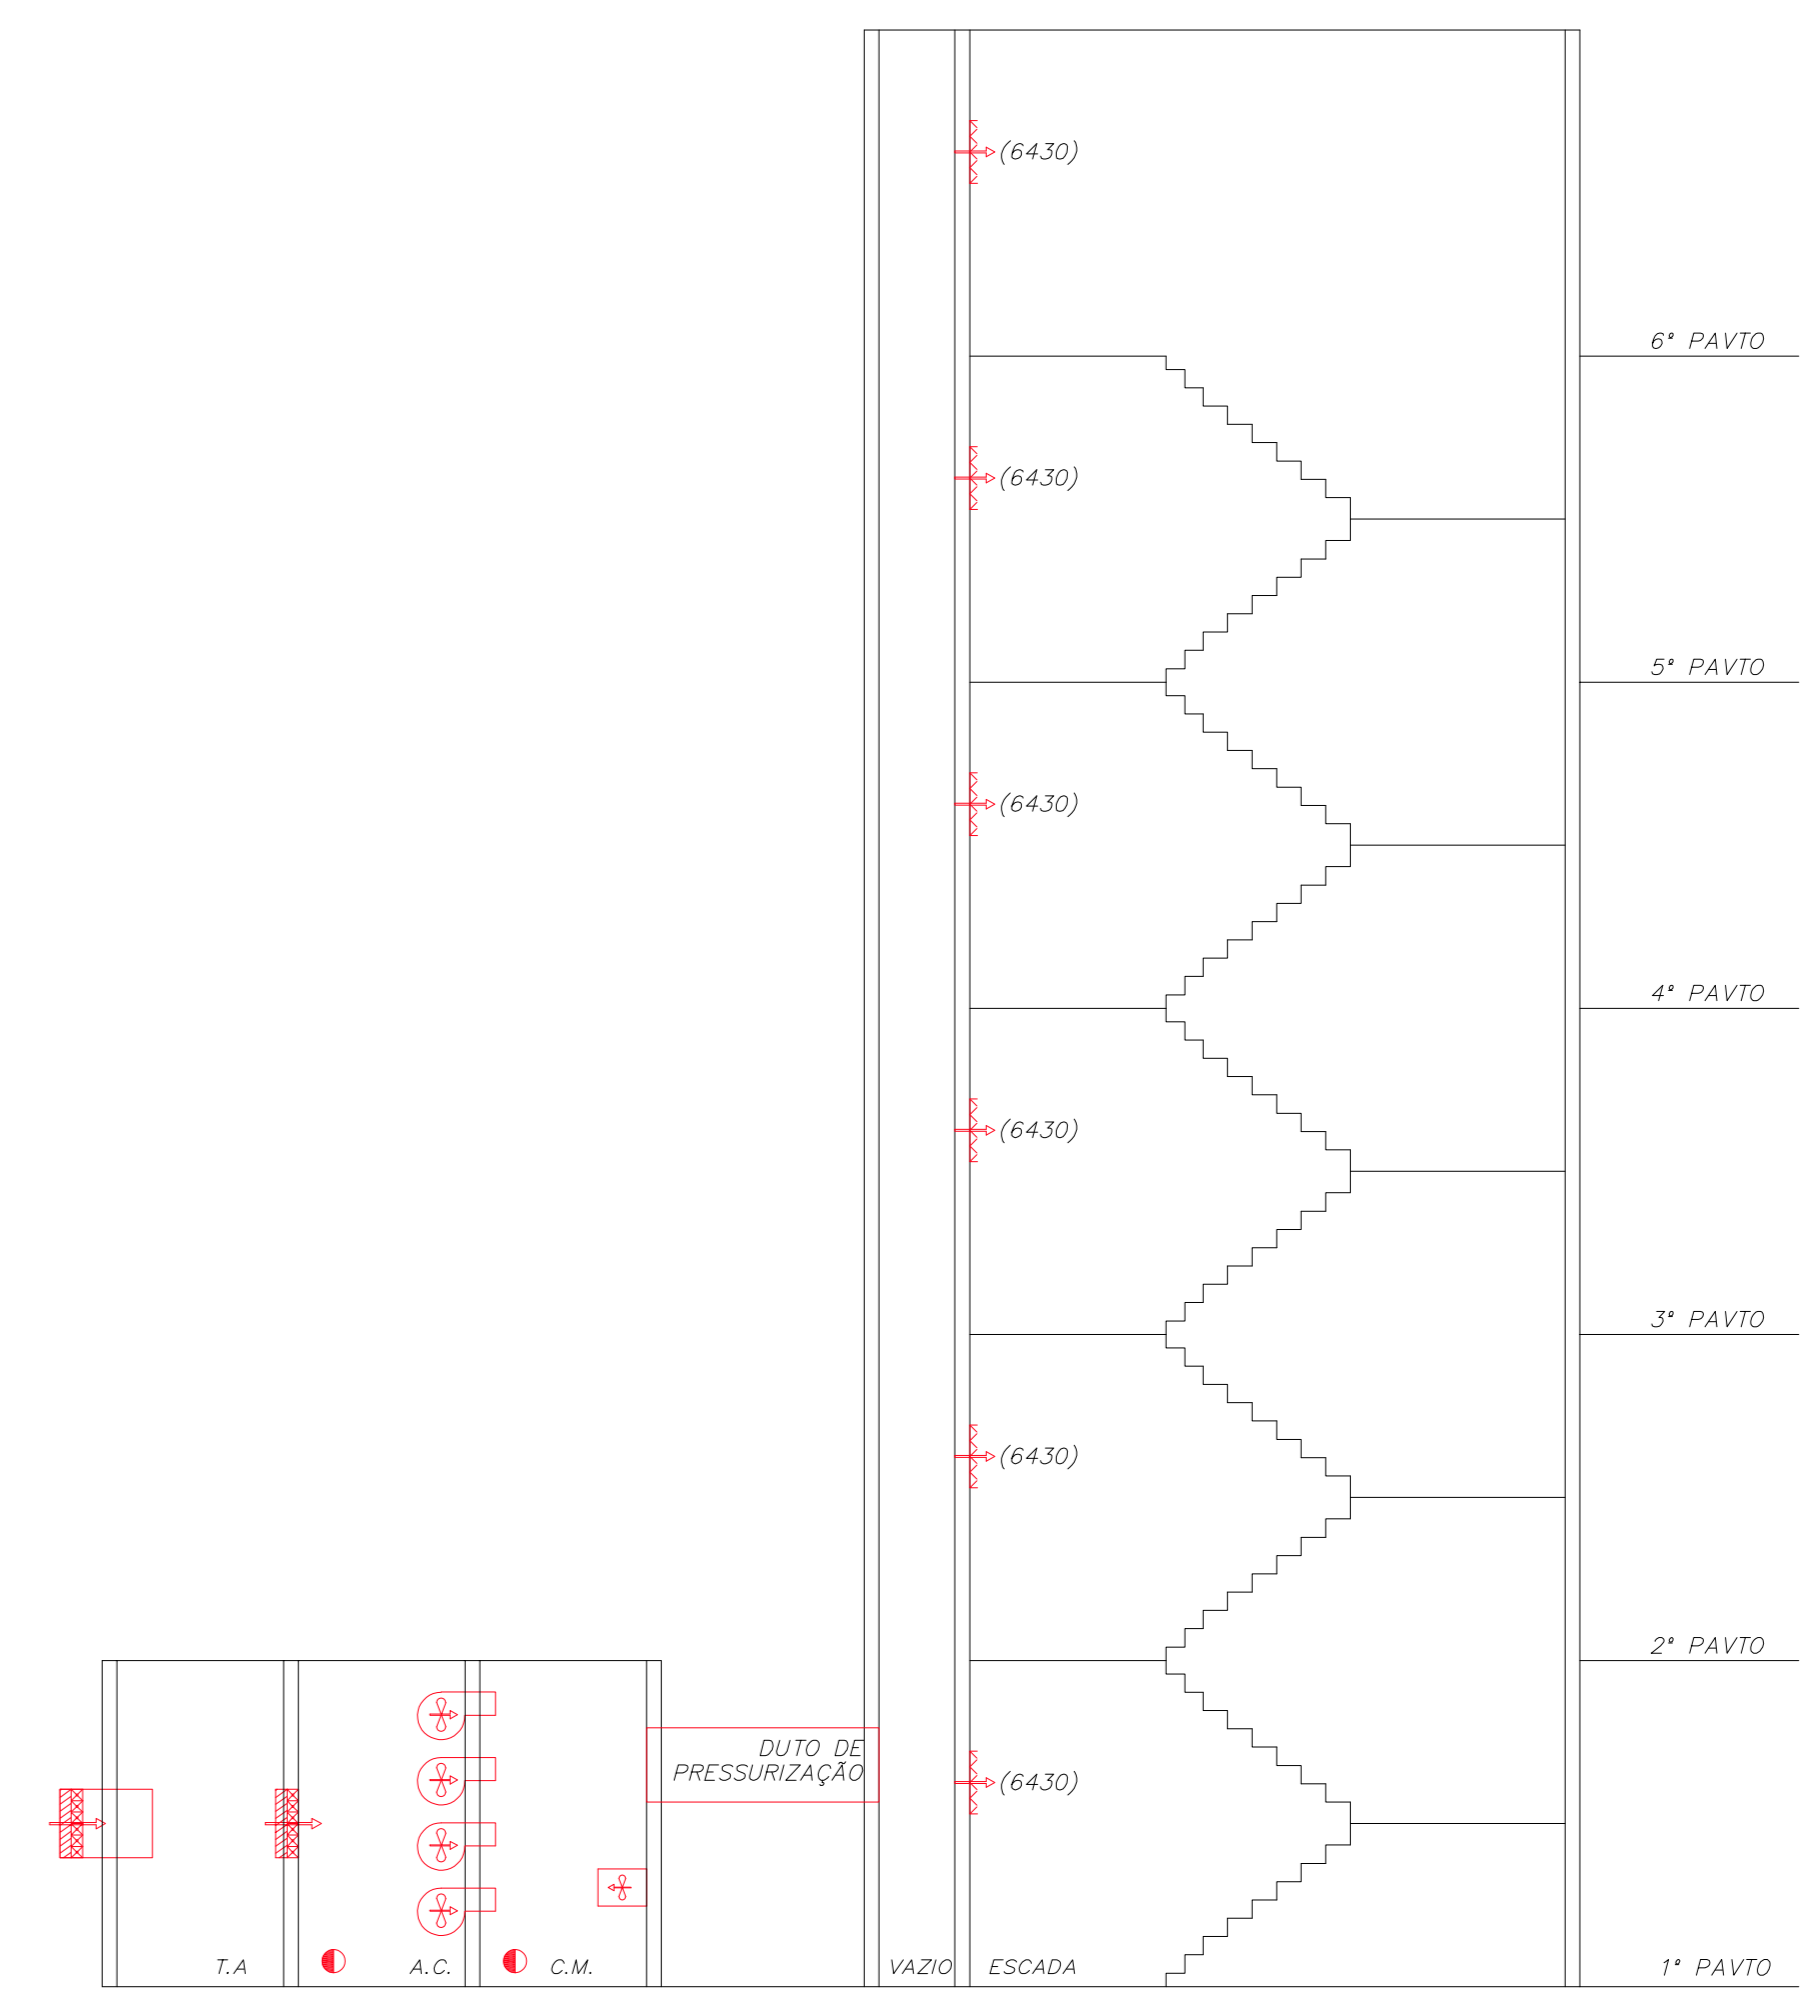 (6430)
6º PAVTO
(6430)
5º PAVTO
(6430)
4º PAVTO
(6430)
3º PAVTO
(6430)
2º PAVTO
DUTO DE
PRESSURIZAÇÃO
(6430)
T.A
A.C.
C.M.
VAZIO
ESCADA
1º PAVTO